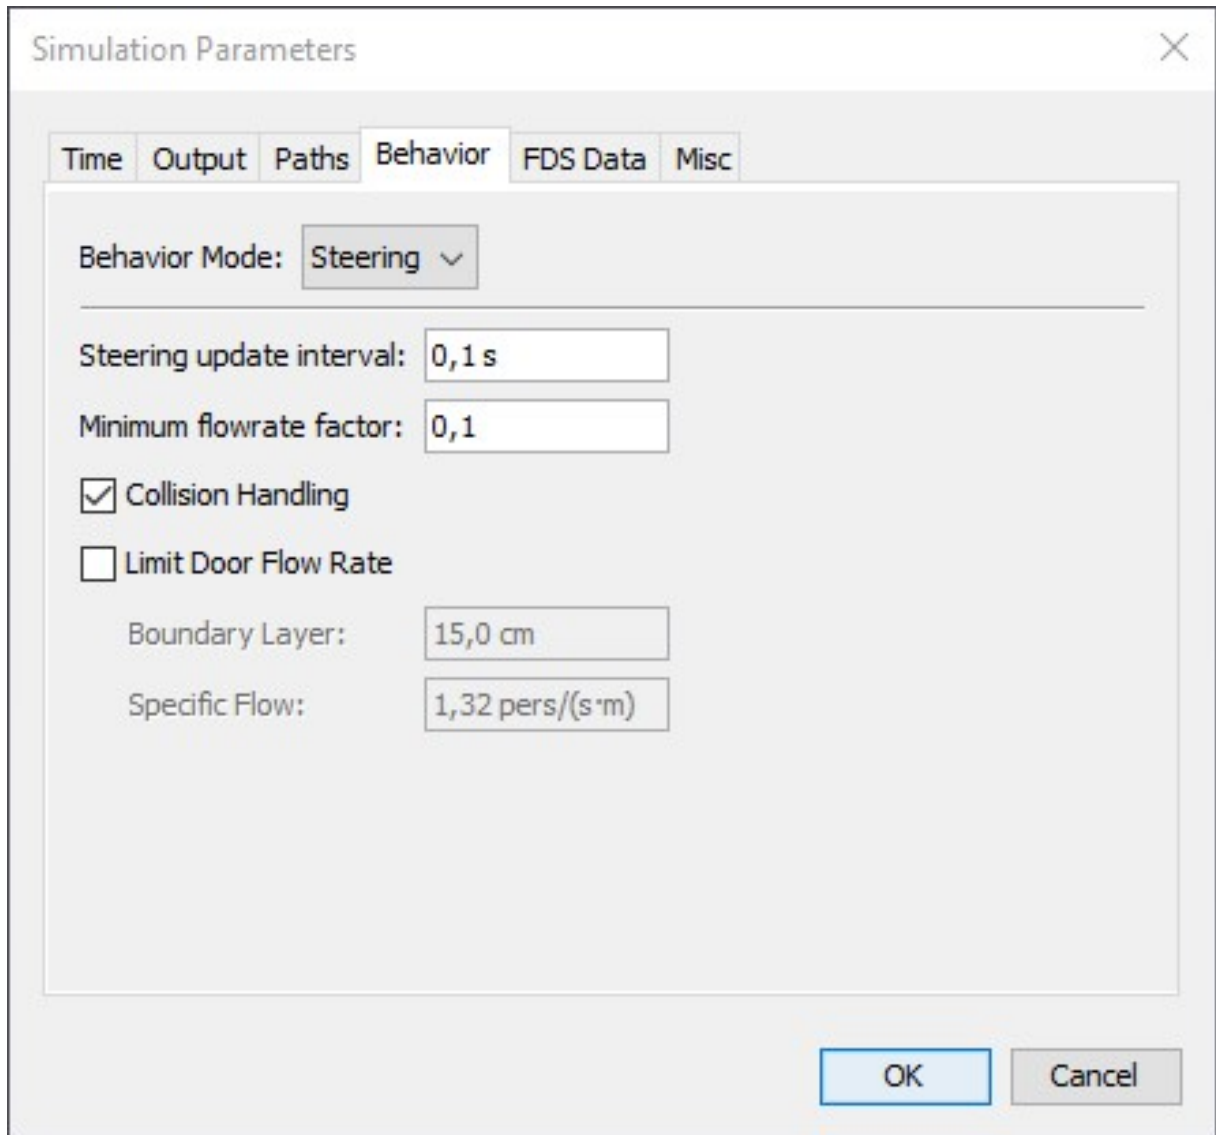 Simulation Parameters
Time Output Paths Behavior FDS Data Misc
Behavior Mode: Steering
Steering update interval: 0,1 s
Minimum flowrate factor: 0,1
Collision Handling
Limit Door Flow Rate
Boundary Layer: 15,0 cm
Specific Flow: 1,32 pers/(s·m)
OK Cancel